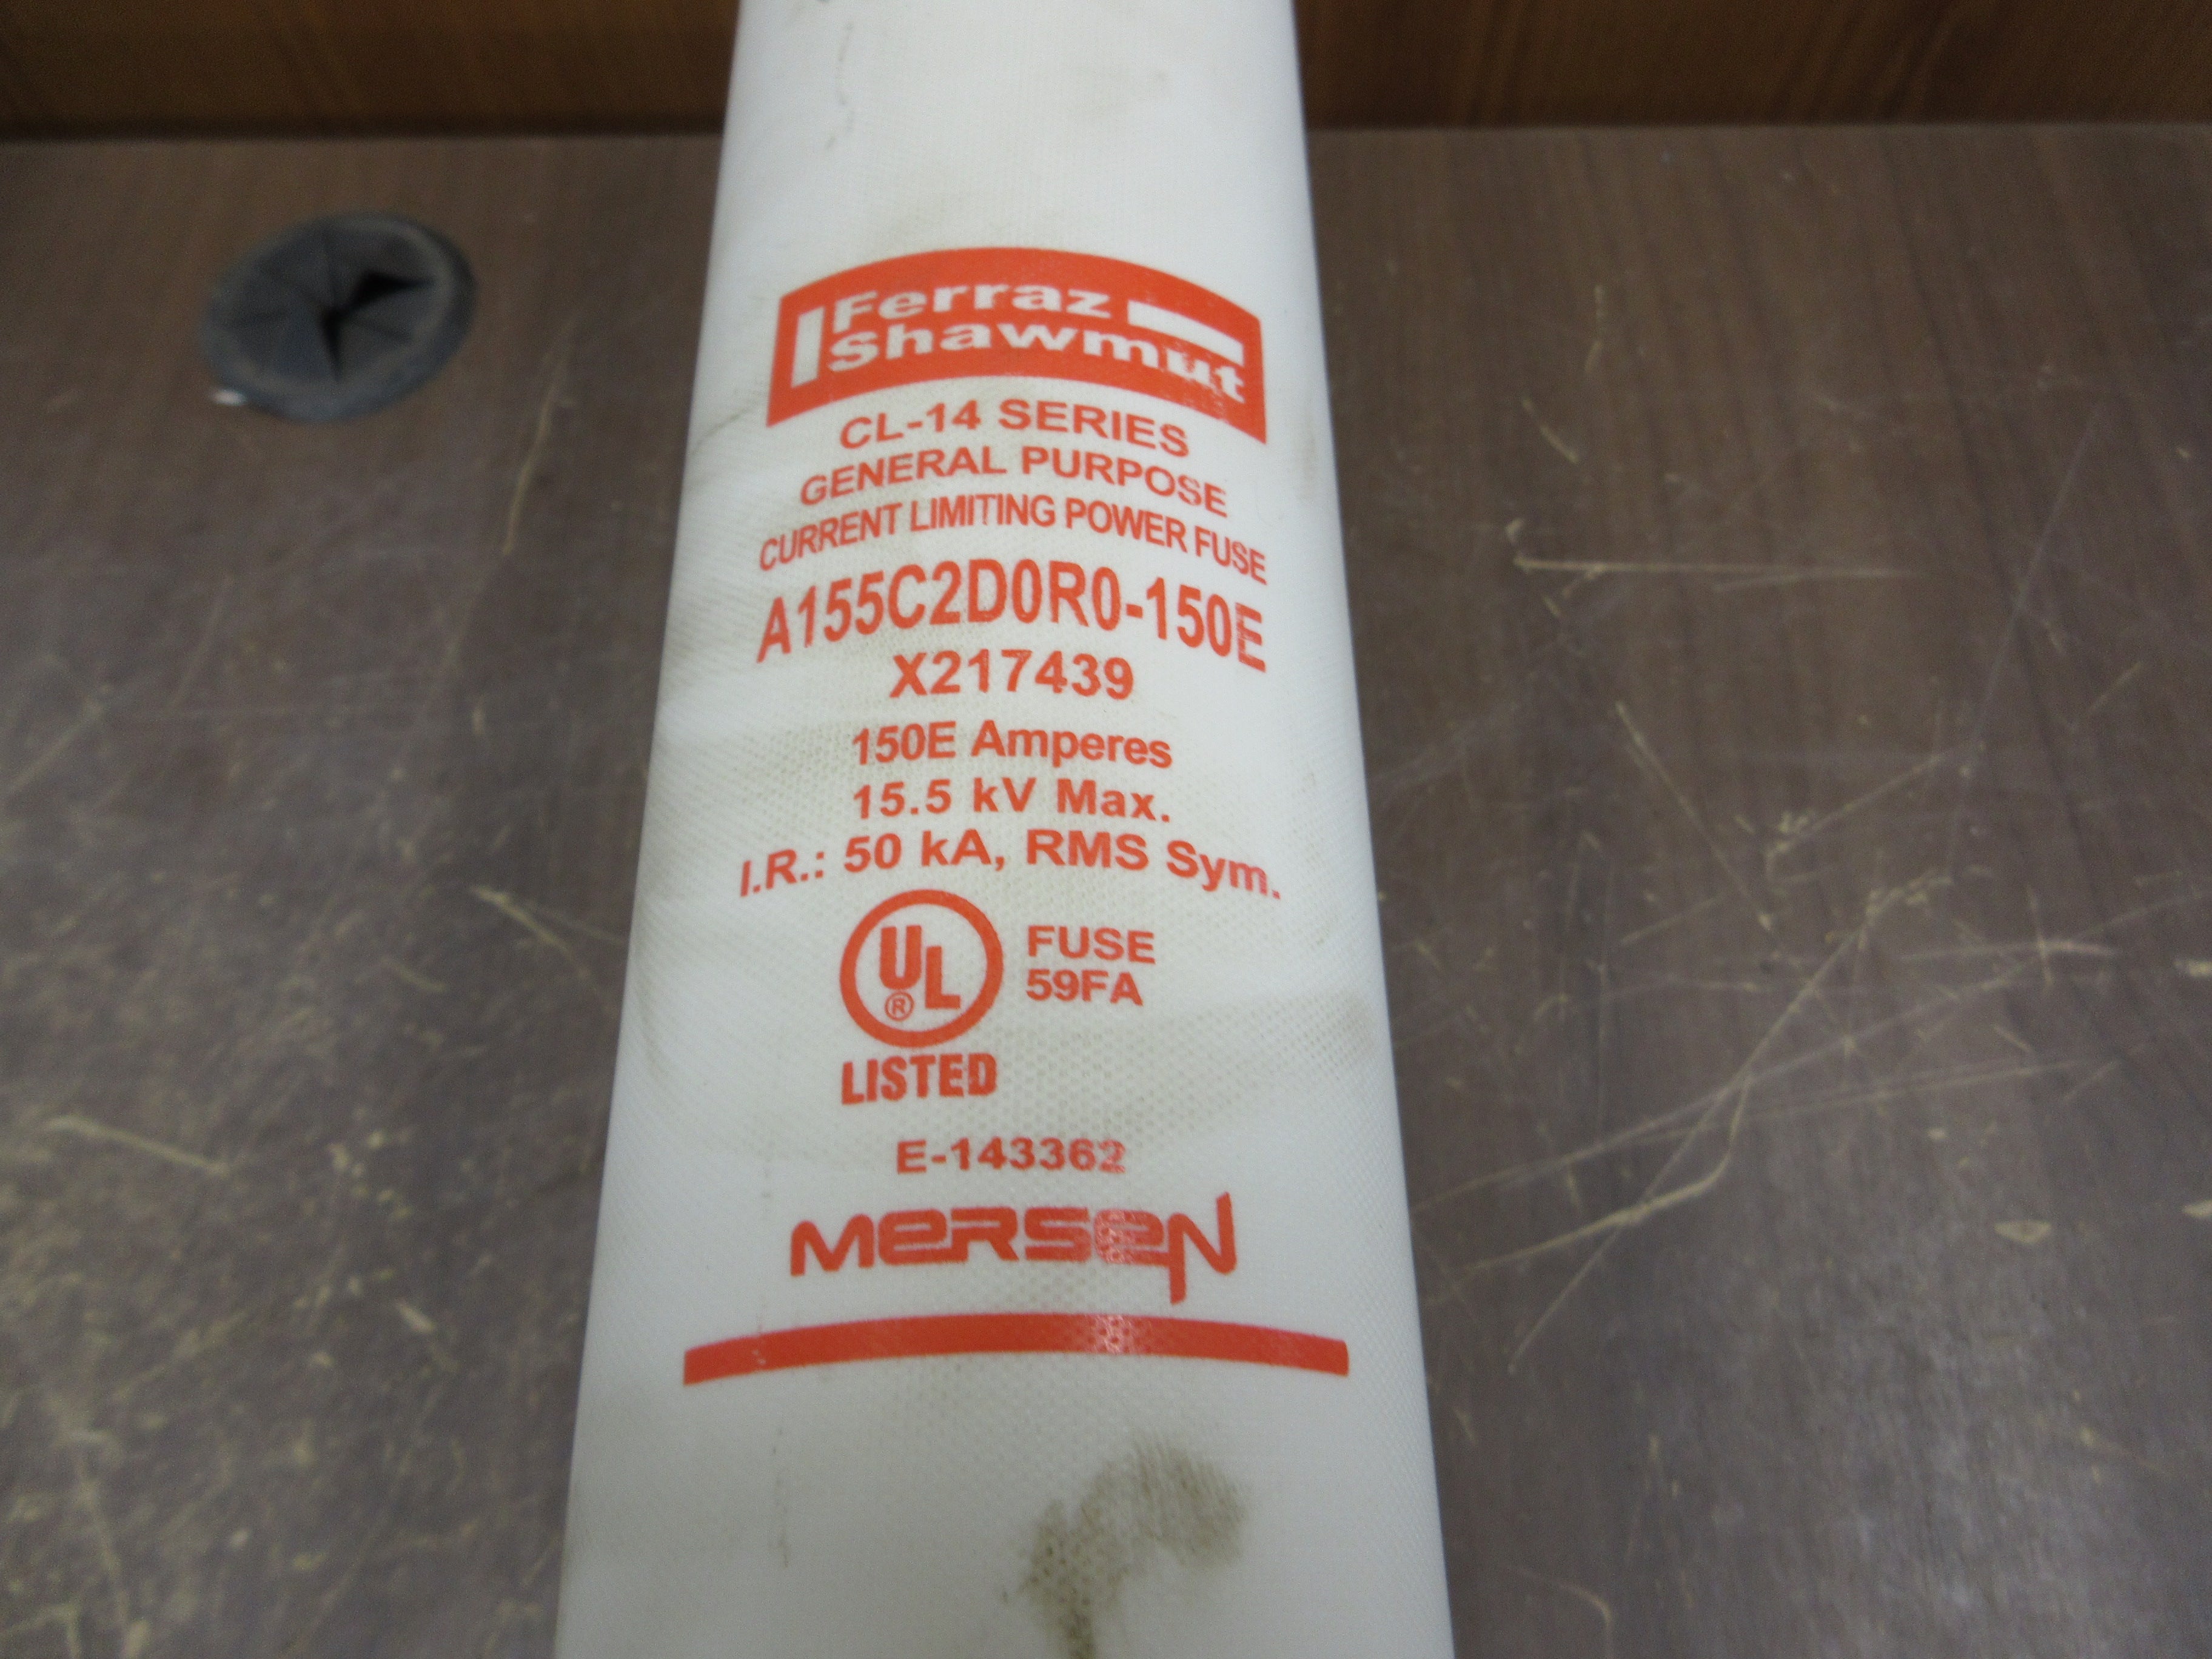 Ferraz
Shawmut
CL-14 SERIES
GENERAL PURPOSE
CURRENT LIMITING POWER FUSE
A155C2D0R0-150E
X217439
150E Amperes
15.5 kV Max.
I.R.: 50 kA, RMS Sym.
UL ® FUSE
59FA
LISTED
E-143362
MERSEN